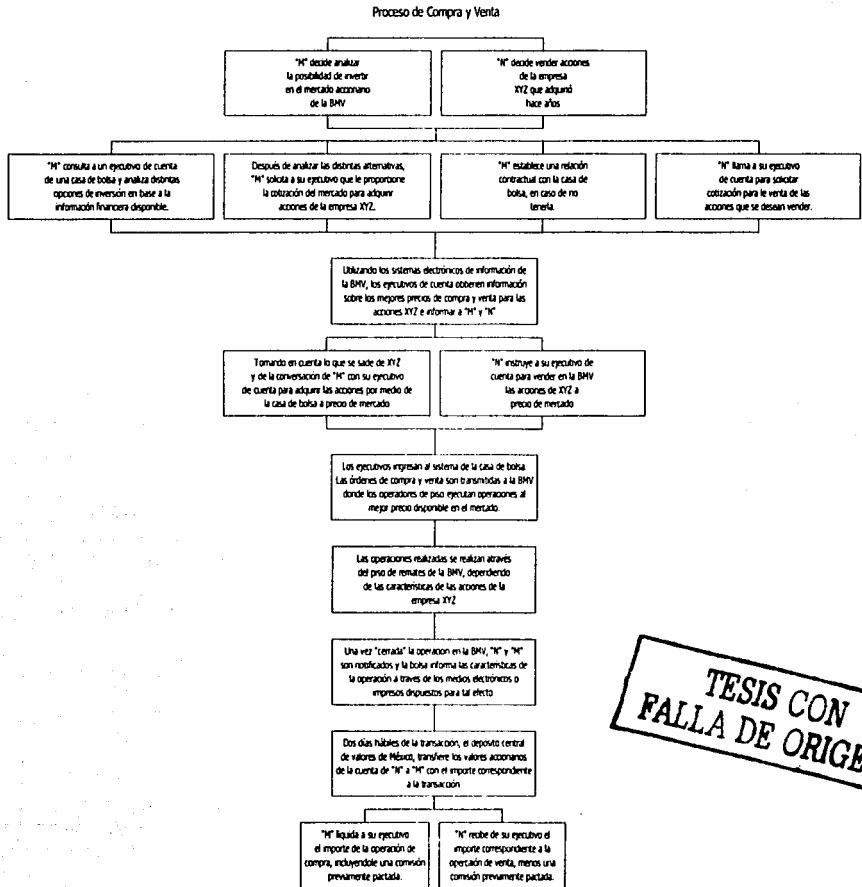 Proceso de Compra y Venta
"M" decide analizar
la posibilidad de invertir
en el mercado accionario
de la BMV
"N" decide vender acciones
de la empresa
XYZ que adquirió
hace años
"M" consulta a un ejecutivo de cuenta
de una casa de bolsa y analiza distintas
opciones de inversión en base a la
información financiera disponible.
Después de analizar las distintas alternativas,
"M" solicita a su ejecutivo que le proporcione
la cotización del mercado para adquirir
acciones de la empresa XYZ.
"M" establece una relación
contractual con la casa de
bolsa, en caso de no
tenerla.
"N" llama a su ejecutivo
de cuenta para solicitar
cotización para le venta de las
acciones que se desean vender.
Utilizando los sistemas electrónicos de información de
la BMV, los ejecutivos de cuenta obtienen información
sobre los mejores precios de compra y venta para las
acciones XYZ e informar a "M" y "N"
Tomando en cuenta lo que se sade de XYZ
y de la conversación de "M" con su ejecutivo
de cuenta para adquirir las acciones por medio de
la casa de bolsa a precio de mercado
"N" instruye a su ejecutivo de
cuenta para vender en la BMV
las acciones de XYZ a
precio de mercado
Los ejecutivos ingresan al sistema de la casa de bolsa.
Las órdenes de compra y venta son transmitidas a la BMV
donde los operadores de piso ejecutan operaciones al
mejor precio disponible en el mercado.
Las operaciones realizadas se realizan através
del piso de remates de la BMV, dependiendo
de las características de las acciones de la
empresa XYZ
Una vez "cerrada" la operacion en la BMV, "N" y "M"
son notificados y la bolsa informa las características de
la operación a traves de los medios electrónicos o
impresos dispuestos para tal efecto
Dos días hábiles de la transacción, el deposito central
de valores de México, transfiere los valores accionarios
de la cuenta de "N" a "M" con el importe correspondiente
a la transacción
"M" liquida a su ejecutivo
el importe de la operación de
compra, incluyendole una comisión
previamente pactada.
"N" recibe de su ejecutivo el
importe correspondiente a la
operación de venta, menos una
comisión previamente pactada.
TESIS CON
FALLA DE ORIGE